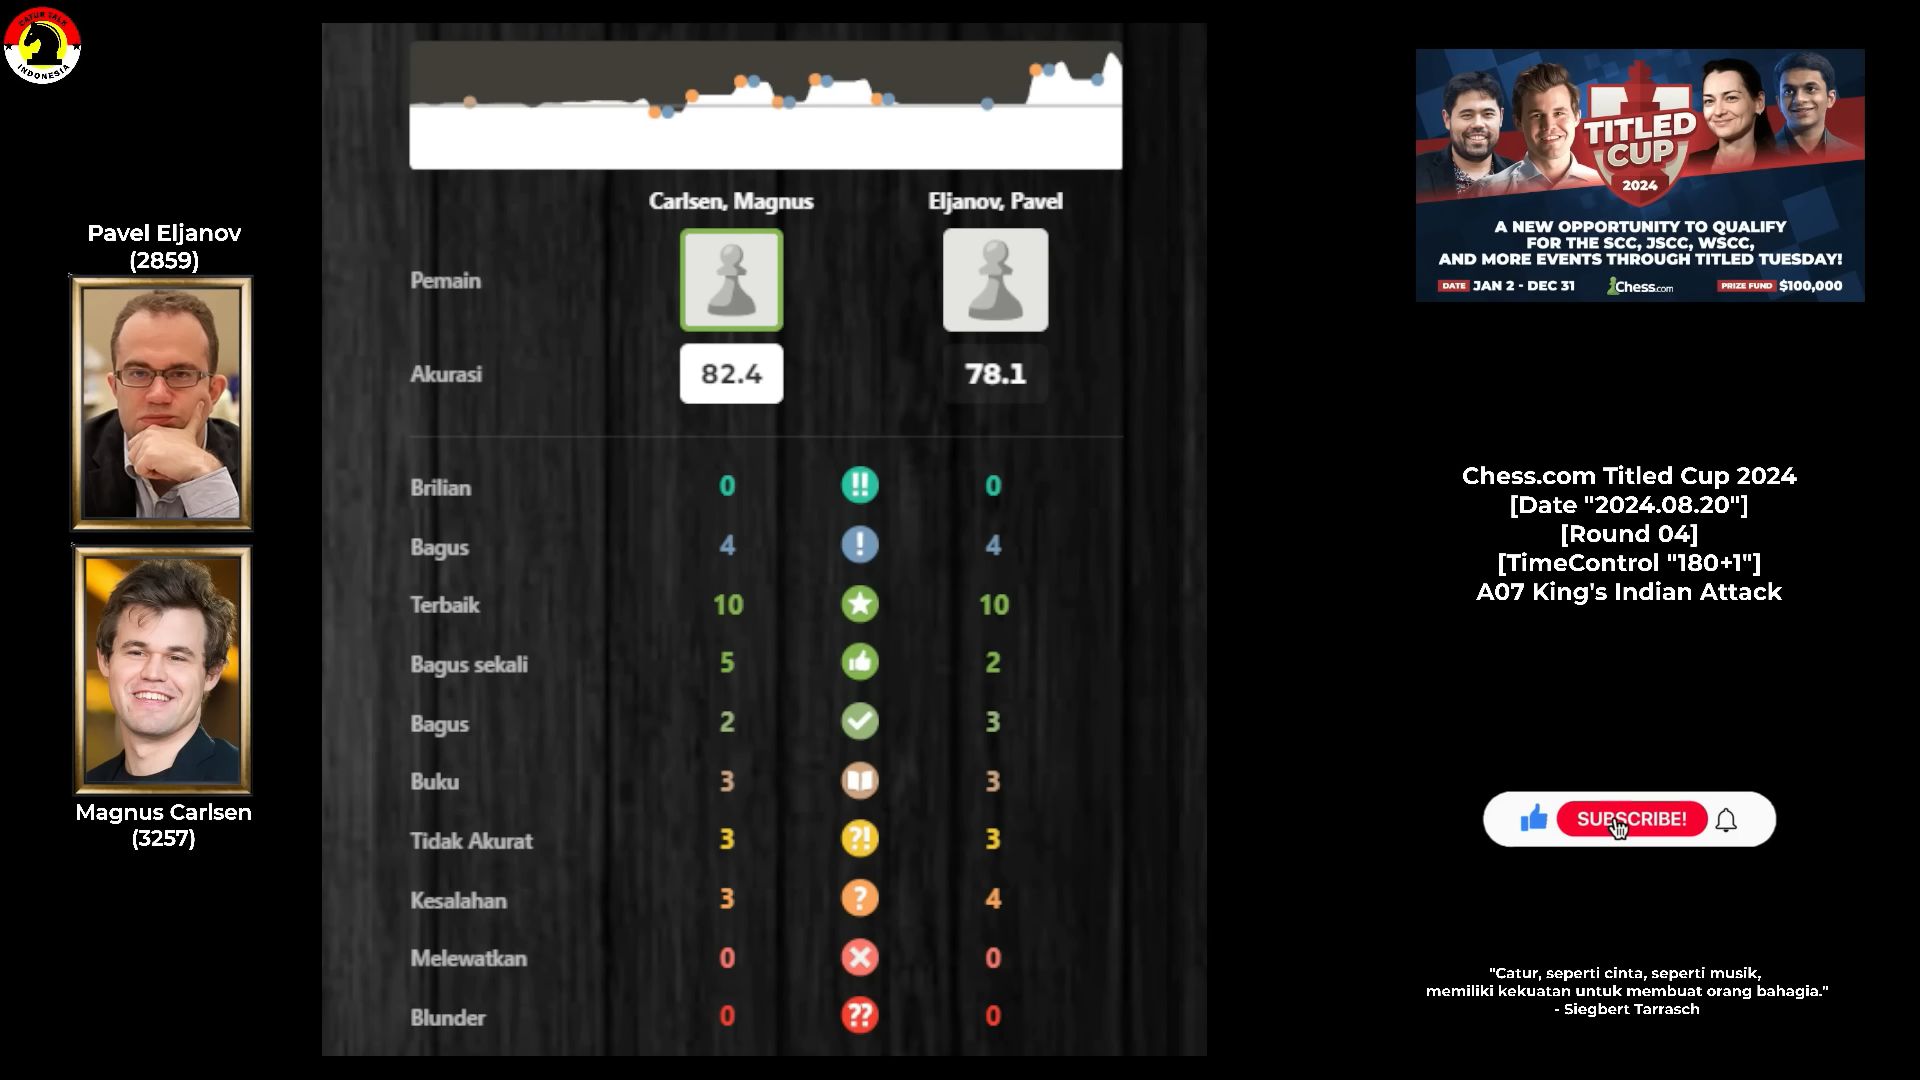 CATUR TALK
INDONESIA
Pavel Eljanov
(2859)
Magnus Carlsen
(3257)
Carlsen, Magnus Eljanov, Pavel
Pemain
Akurasi 82.4 78.1
Brilian 0 !! 0
Bagus 4 ! 4
Terbaik 10 10
Bagus sekali 5 2
Bagus 2 3
Buku 3 3
Tidak Akurat 3 ?! 3
Kesalahan 3 ? 4
Melewatkan 0 0
Blunder 0 ?? 0
TITLED
CUP
2024
A NEW OPPORTUNITY TO QUALIFY
FOR THE SCC, JSCC, WSCC,
AND MORE EVENTS THROUGH TITLED TUESDAY!
DATE JAN 2 - DEC 31 Chess.com PRIZE FUND $100,000
Chess.com Titled Cup 2024
[Date "2024.08.20"]
[Round 04]
[TimeControl "180+1"]
A07 King's Indian Attack
SUBSCRIBE!
"Catur, seperti cinta, seperti musik,
memiliki kekuatan untuk membuat orang bahagia."
- Siegbert Tarrasch